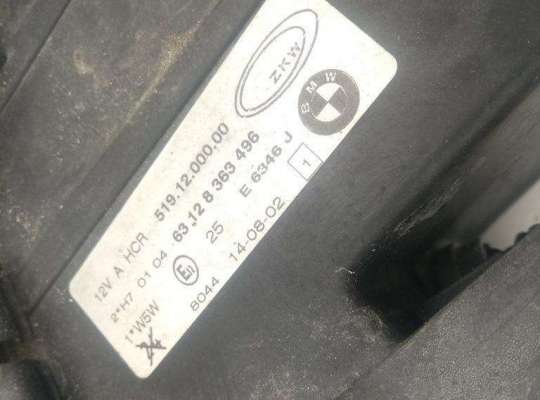 ZKW
BMW
519.12.000.00
63.12 8 363 496
E 6346 J
12V A HCR
2*H7 01 04
25
1
1*W5W
8044 14-08-02